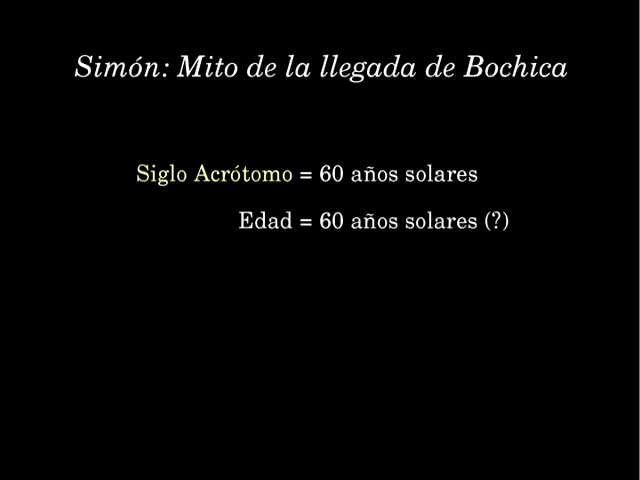 Simón: Mito de la llegada de Bochica
Siglo Acrótomo = 60 años solares
Edad = 60 años solares (?)